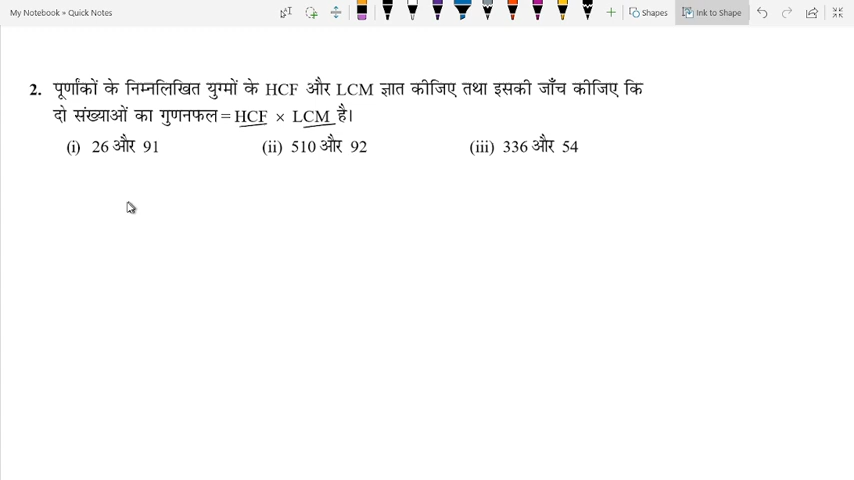 My Notebook » Quick Notes
Shapes
Ink to Shape
2. पूर्णांकों के निम्नलिखित युग्मों के HCF और LCM ज्ञात कीजिए तथा इसकी जाँच कीजिए कि
दो संख्याओं का गुणनफल = HCF × LCM है।
(i) 26 और 91 (ii) 510 और 92 (iii) 336 और 54